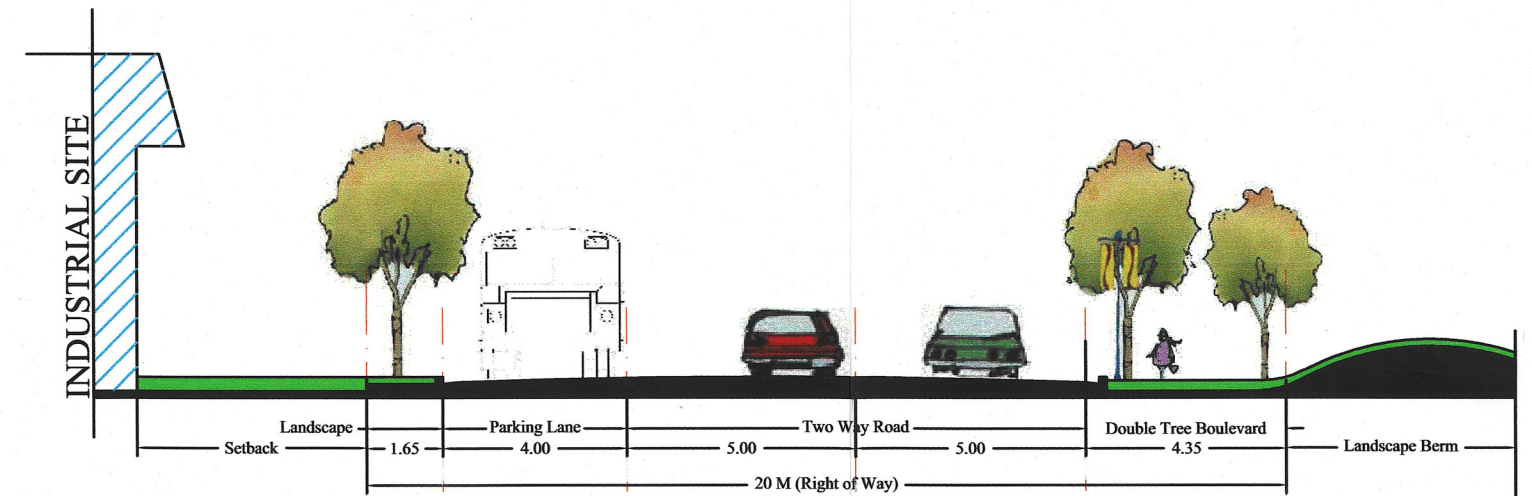 INDUSTRIAL SITE
Landscape Parking Lane Two Way Road Double Tree Boulevard
Setback 1.65 4.00 5.00 5.00 4.35 Landscape Berm
20 M (Right of Way)